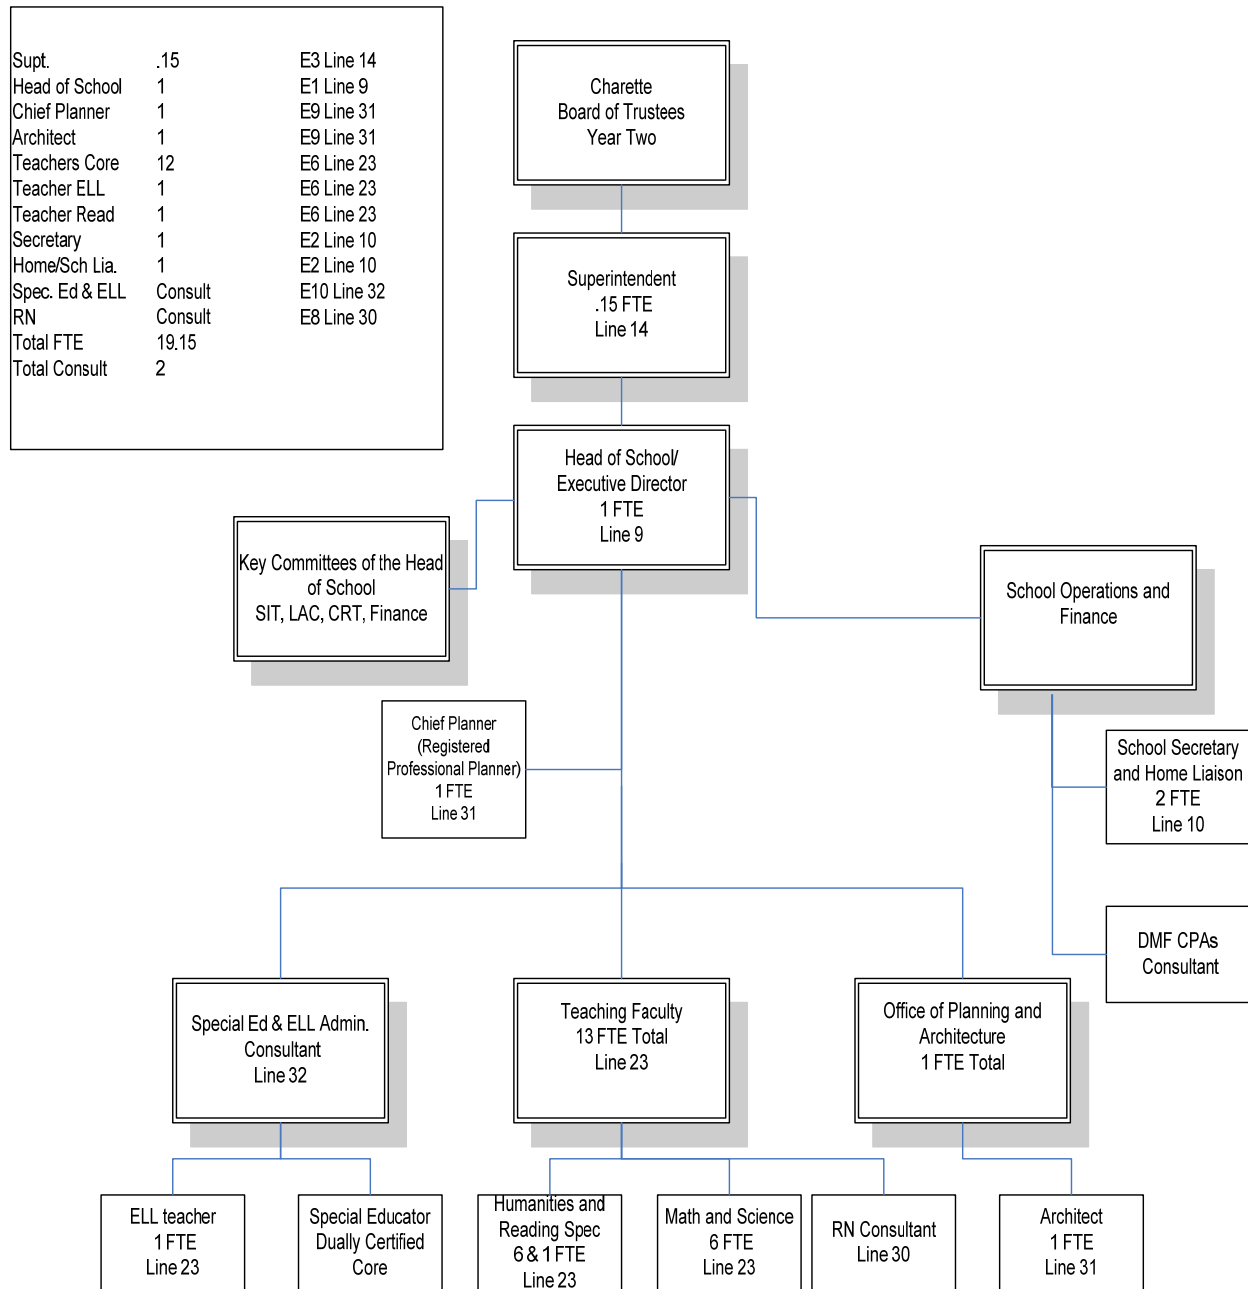 Supt. .15 E3 Line 14
Head of School 1 E1 Line 9
Chief Planner 1 E9 Line 31
Architect 1 E9 Line 31
Teachers Core 12 E6 Line 23
Teacher ELL 1 E6 Line 23
Teacher Read 1 E6 Line 23
Secretary 1 E2 Line 10
Home/Sch Lia. 1 E2 Line 10
Spec. Ed & ELL Consult E10 Line 32
RN Consult E8 Line 30
Total FTE 19.15
Total Consult 2
Charette
Board of Trustees
Year Two
Superintendent
.15 FTE
Line 14
Head of School/
Executive Director
1 FTE
Line 9
Key Committees of the Head
of School
SIT, LAC, CRT, Finance
School Operations and
Finance
Chief Planner
(Registered
Professional Planner)
1 FTE
Line 31
School Secretary
and Home Liaison
2 FTE
Line 10
DMF CPAs
Consultant
Special Ed & ELL Admin.
Consultant
Line 32
Teaching Faculty
13 FTE Total
Line 23
Office of Planning and
Architecture
1 FTE Total
ELL teacher
1 FTE
Line 23
Special Educator
Dually Certified
Core
Humanities and
Reading Spec
6 & 1 FTE
Line 23
Math and Science
6 FTE
Line 23
RN Consultant
Line 30
Architect
1 FTE
Line 31